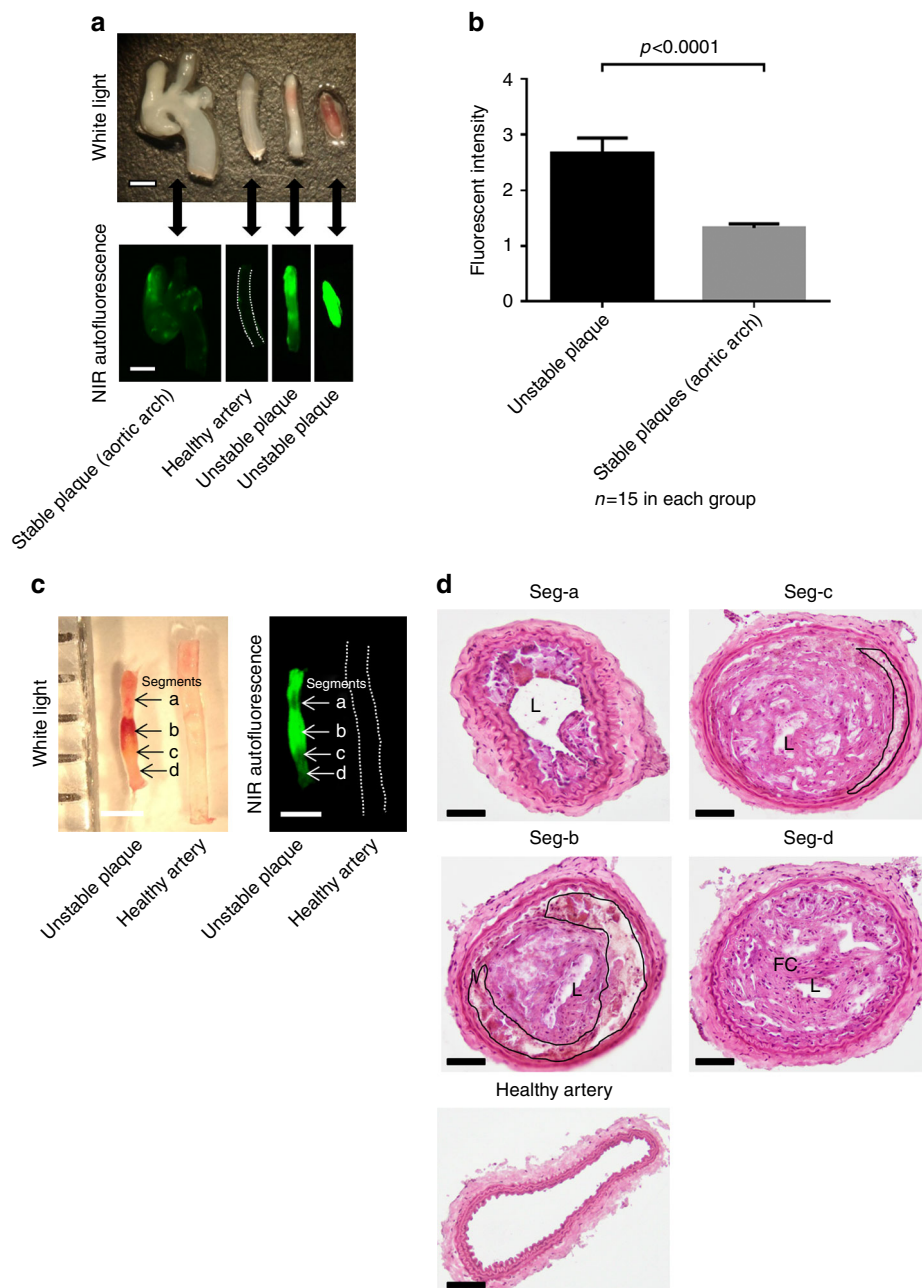 a
White light
NIR autofluorescence
Stable plaque (aortic arch)
Healthy artery
Unstable plaque
Unstable plaque
b
p<0.0001
Fluorescent intensity
4
3
2
1
0
Unstable plaque
Stable plaques (aortic arch)
n=15 in each group
c
White light
Segments
a
b
c
d
Unstable plaque
Healthy artery
NIR autofluorescence
Segments
a
b
c
d
Unstable plaque
Healthy artery
d
Seg-a
L
Seg-c
L
Seg-b
L
Seg-d
FC
L
Healthy artery